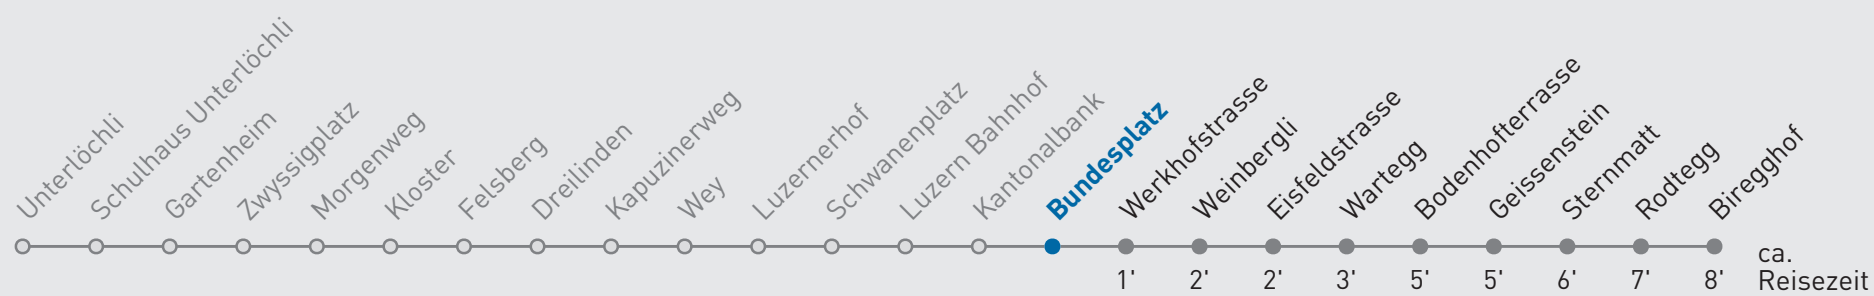 Unterlöchli
Schulhaus Unterlöchli
Gartenheim
Zwyssigplatz
Morgenweg
Kloster
Felsberg
Dreilinden
Kapuzinerweg
Wey
Luzernerhof
Schwanenplatz
Luzern Bahnhof
Kantonalbank
Bundesplatz
Werkhofstrasse
Weinbergli
Eisfeldstrasse
Wartegg
Bodenhofterrasse
Geissenstein
Sternmatt
Rodtegg
Biregghof
1' 2' 2' 3' 5' 5' 6' 7' 8'
ca.
Reisezeit